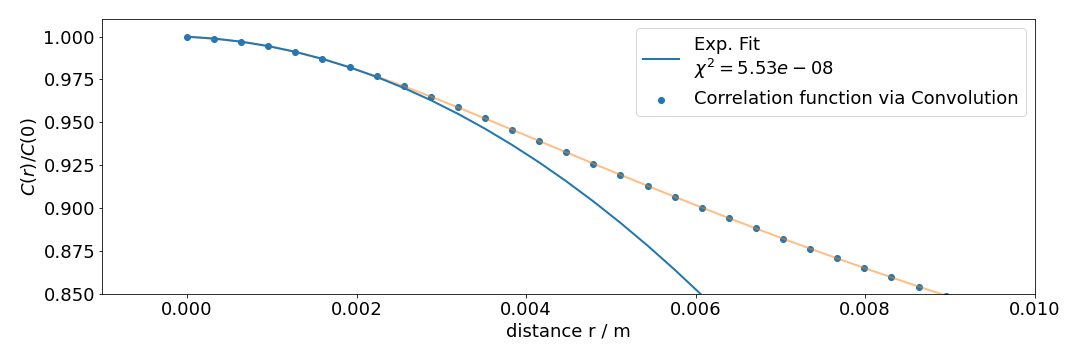 1.000
0.975
0.950
0.925
0.900
0.875
0.850
C(r)/C(0)
Exp. Fit
χ² = 5.53e − 08
Correlation function via Convolution
0.000 0.002 0.004 0.006 0.008 0.010
distance r / m